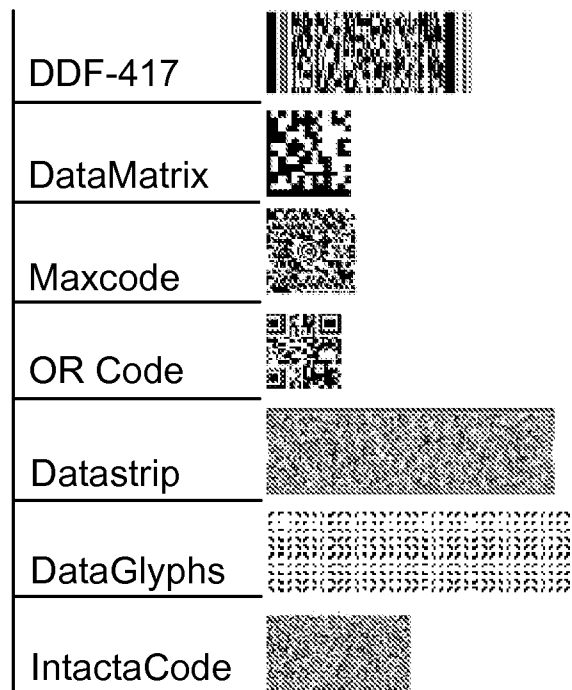 DDF-417
DataMatrix
Maxcode
OR Code
Datastrip
DataGlyphs
IntactaCode